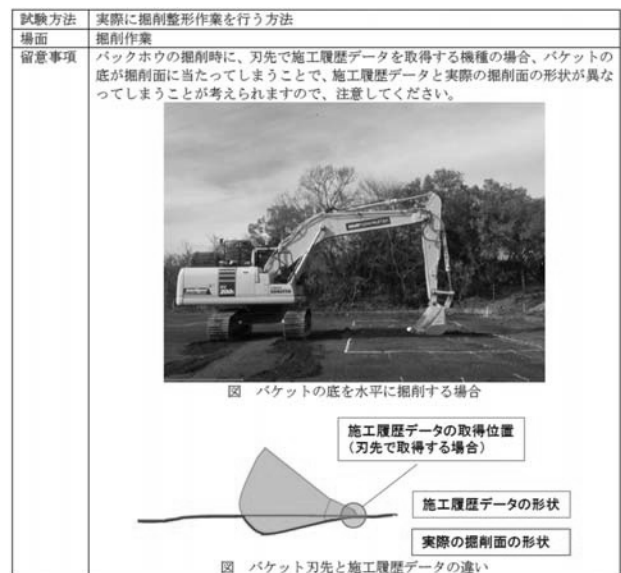 試験方法 実際に掘削整形作業を行う方法
場面 掘削作業
留意事項 バックホウの掘削時に、刃先で施工履歴データを取得する機種の場合、バケットの
底が掘削面に当たってしまうことで、施工履歴データと実際の掘削面の形状が異な
ってしまうことが考えられますので、注意してください。
図 バケットの底を水平に掘削する場合
施工履歴データの取得位置
（刃先で取得する場合）
施工履歴データの形状
実際の掘削面の形状
図 バケット刃先と施工履歴データの違い